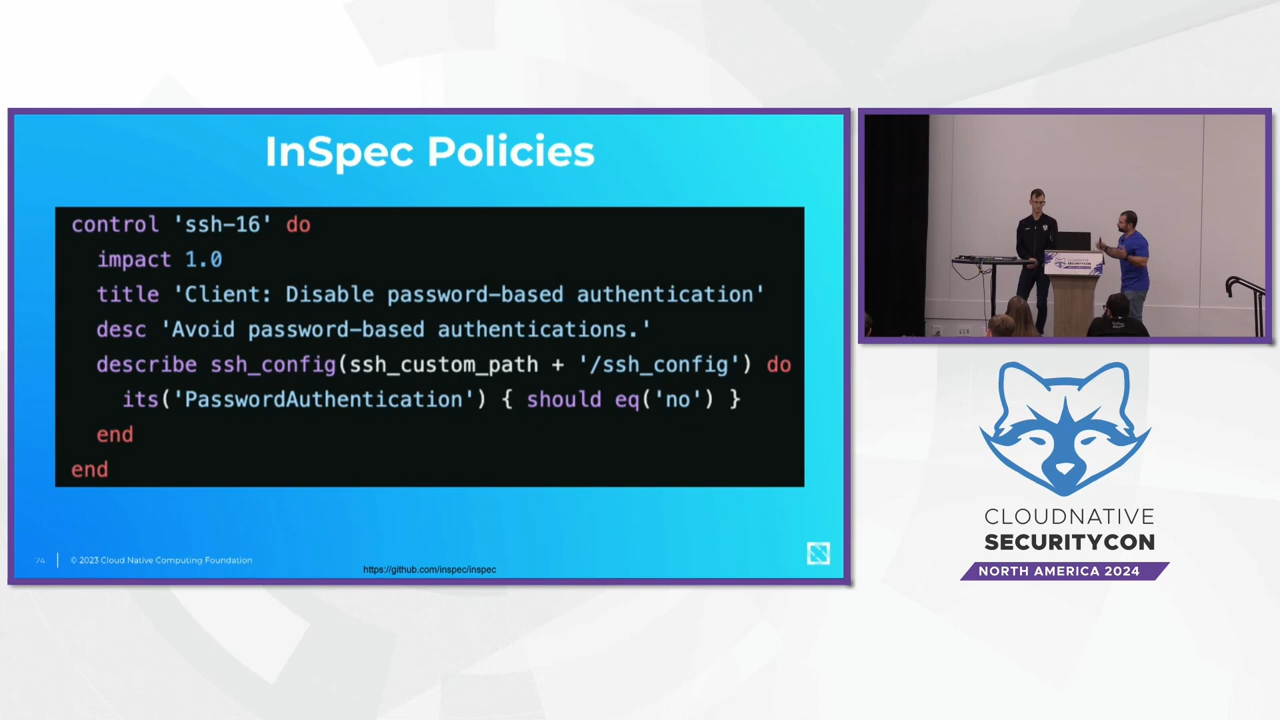 InSpec Policies
control 'ssh-16' do
  impact 1.0
  title 'Client: Disable password-based authentication'
  desc 'Avoid password-based authentications.'
  describe ssh_config(ssh_custom_path + '/ssh_config') do
    its('PasswordAuthentication') { should eq('no') }
  end
end
24
© 2023 Cloud Native Computing Foundation
https://github.com/inspec/inspec
CLOUDNATIVE
SECURITYCON
NORTH AMERICA 2024